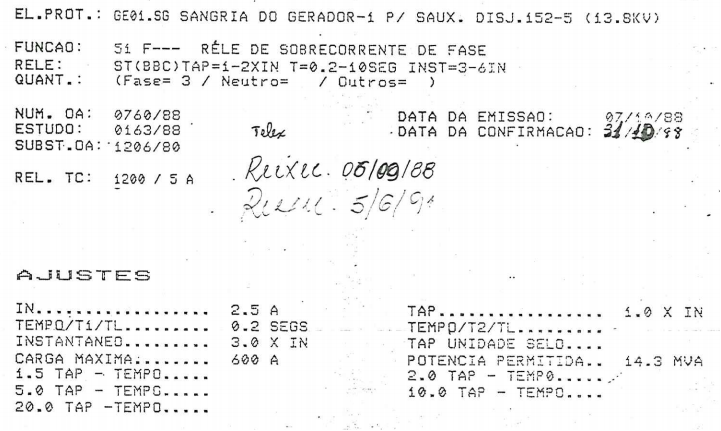 EL.PROT.: GE01.SG SANGRIA DO GERADOR-1 P/ SAUX. DISJ.152-5 (13.8KV)
FUNCAO: 51 F--- RÉLE DE SOBRECORRENTE DE FASE
RELE: ST(BBC)TAP=1-2XIN T=0.2-10SEG INST=3-6IN
QUANT.: (Fase= 3 / Neutro= / Outros= )
NUM. OA: 0760/88 DATA DA EMISSAO: 07/10/88
ESTUDO: 0163/88 Telex DATA DA CONFIRMACAO: 31/10/88
SUBST.OA: 1206/80
REL. TC: 1200 / 5 A 05/09/88
5/6/91
AJUSTES
IN.................. 2.5 A TAP................. 1.0 X IN
TEMPO/T1/TL......... 0.2 SEGS TEMPO/T2/TL.........
INSTANTANEO......... 3.0 X IN TAP UNIDADE SELO....
CARGA MAXIMA........ 600 A POTENCIA PERMITIDA.. 14.3 MVA
1.5 TAP - TEMPO..... 2.0 TAP - TEMPO.....
5.0 TAP - TEMPO..... 10.0 TAP - TEMPO....
20.0 TAP -TEMPO.....